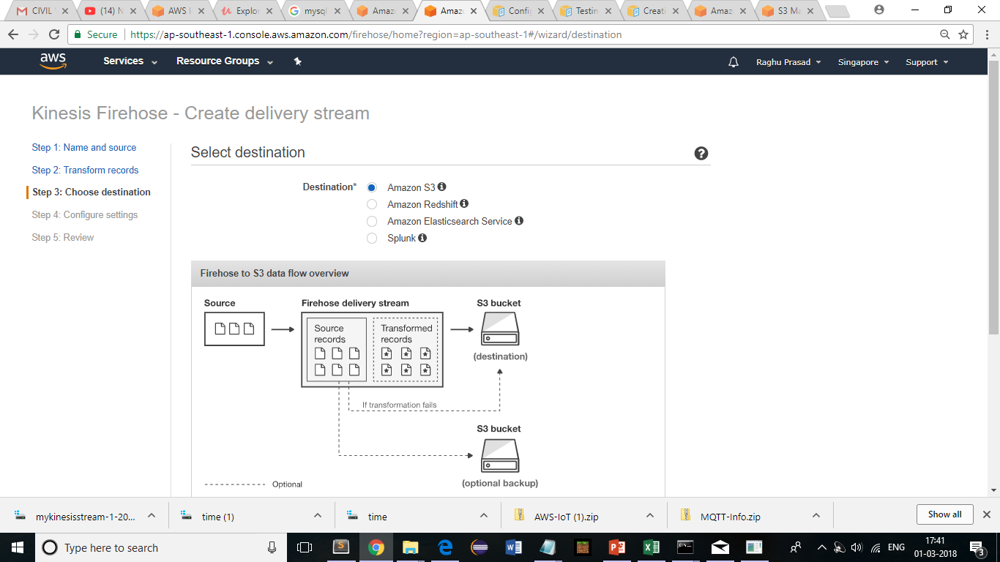 CIVIL
(14) N
AWS I
Explor
mysql
Amaz
Amaz
Config
Testin
Creati
Amaz
S3 Ma
Secure
https://ap-southeast-1.console.aws.amazon.com/firehose/home?region=ap-southeast-1#/wizard/destination
aws
Services
Resource Groups
Raghu Prasad
Singapore
Support
Kinesis Firehose - Create delivery stream
Step 1: Name and source
Step 2: Transform records
Step 3: Choose destination
Step 4: Configure settings
Step 5: Review
Select destination
Destination*
Amazon S3
Amazon Redshift
Amazon Elasticsearch Service
Splunk
Firehose to S3 data flow overview
Source
Firehose delivery stream
S3 bucket
Source
records
Transformed
records
(destination)
If transformation fails
S3 bucket
(optional backup)
Optional
mykinesisstream-1-20...
time (1)
time
AWS-IoT (1).zip
MQTT-Info.zip
Show all
Type here to search
ENG
17:41
01-03-2018
3